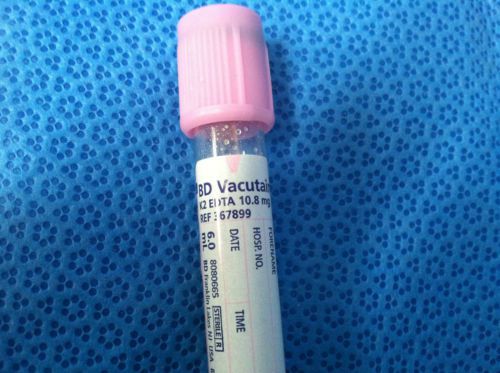 BD Vacutain
K2 EDTA 10.8 mg
REF 367899
6.0
mL
8080665 STERILE R
BD Franklin Lakes NJ USA
FORENAME
HOSP. NO.
DATE TIME